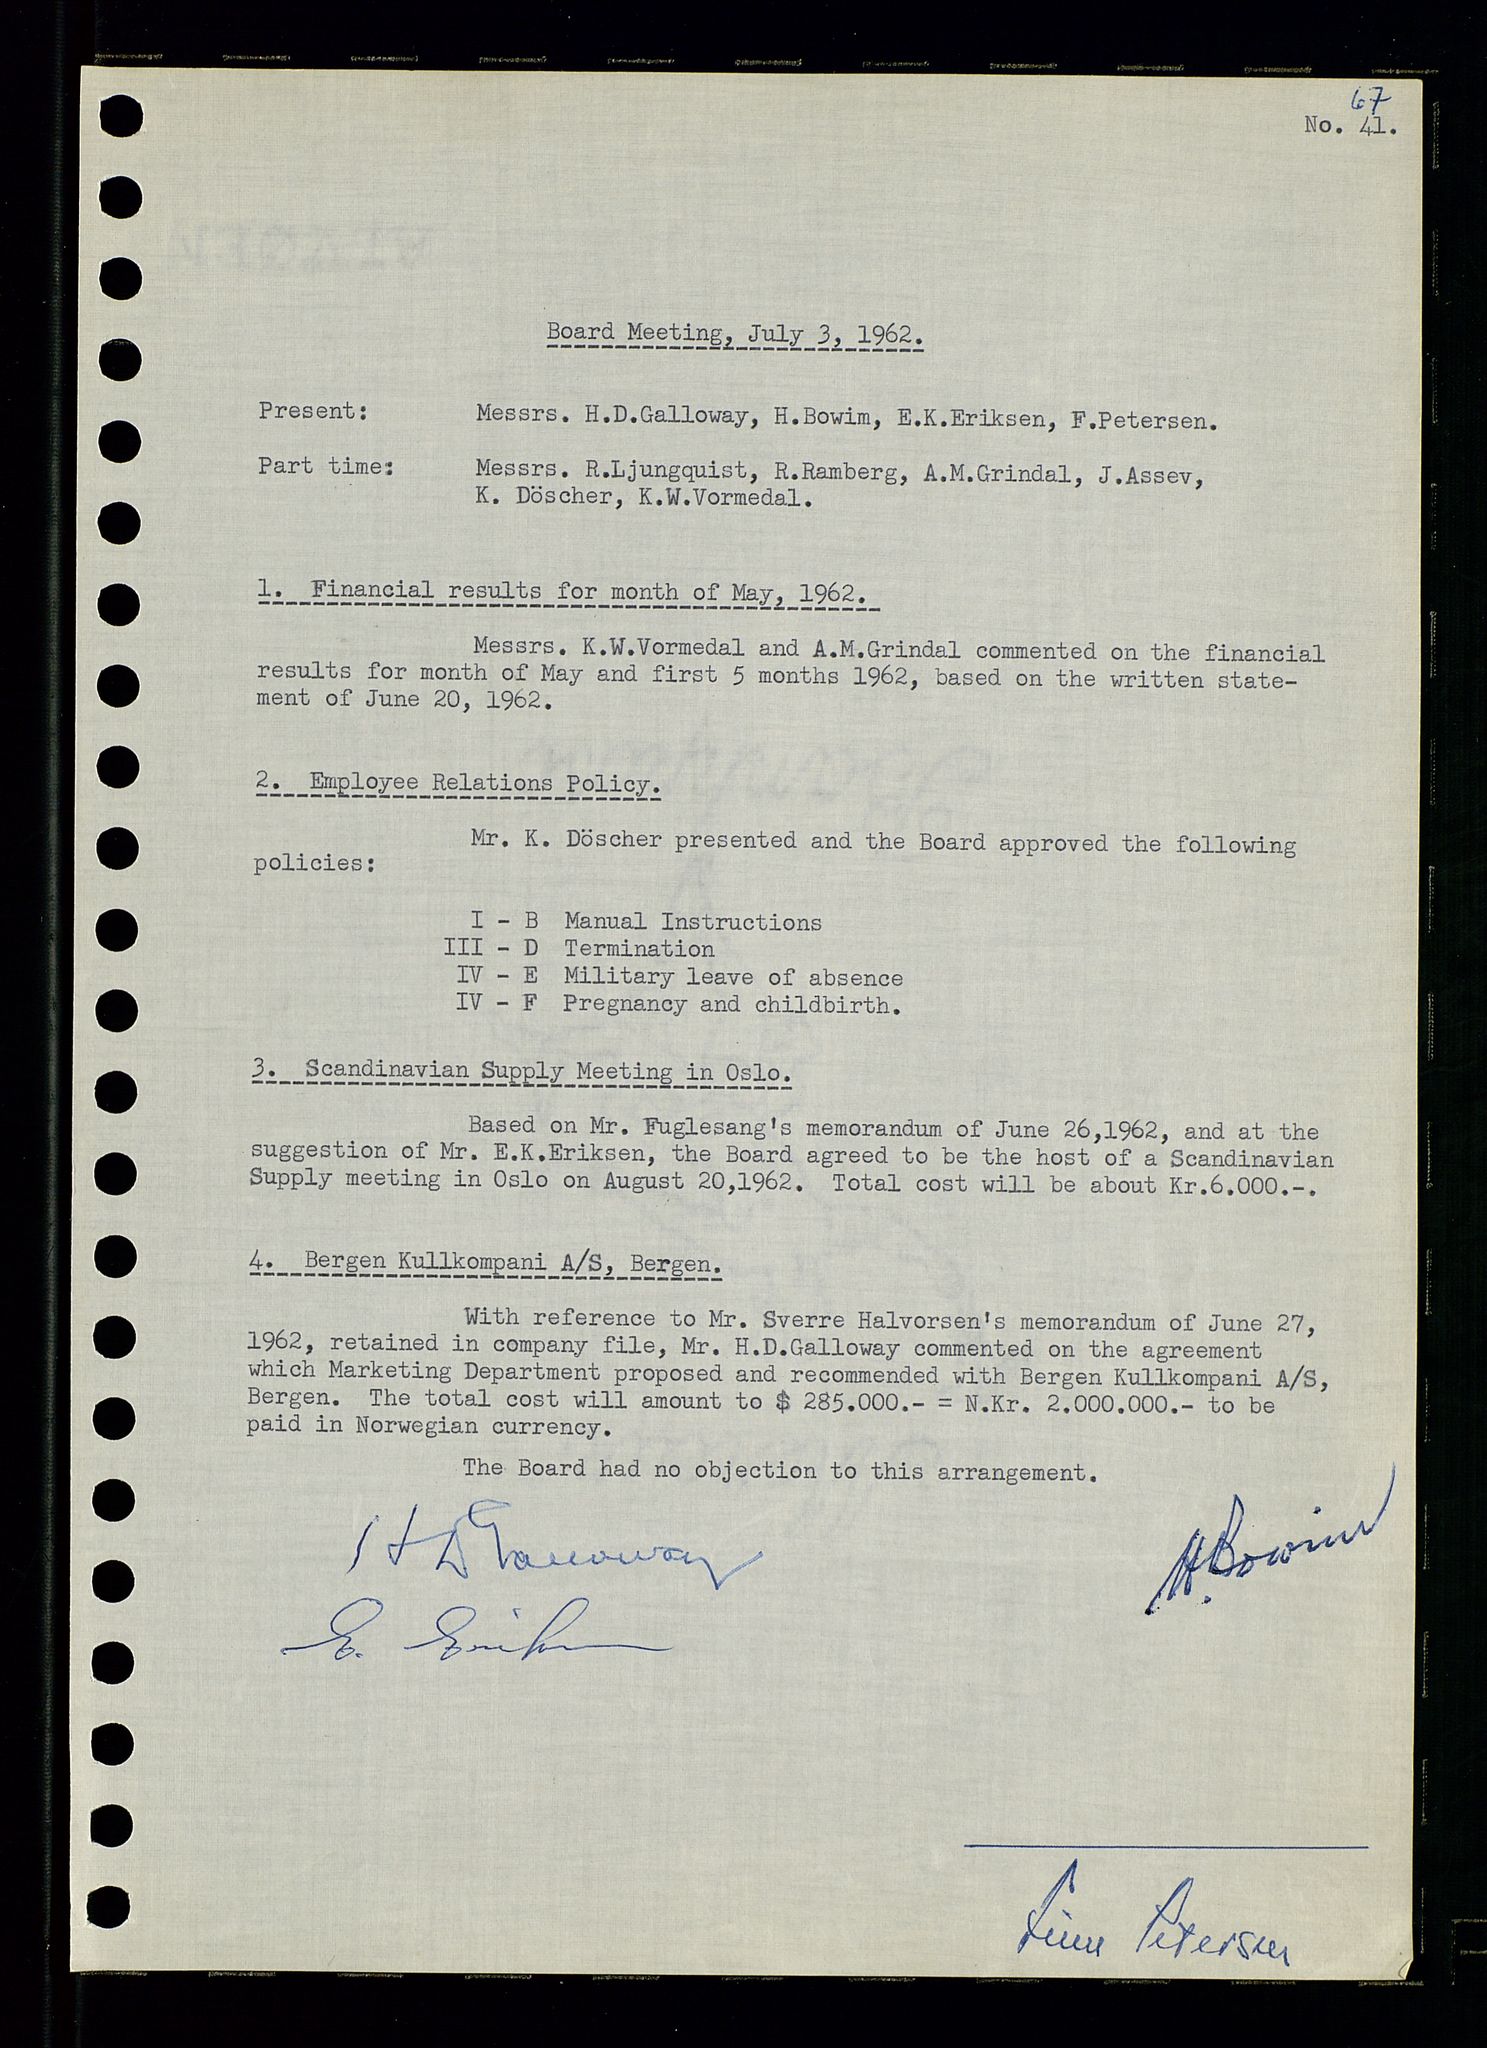 67
No. 41.
Board Meeting, July 3, 1962.
Present: Messrs. H.D.Galloway, H.Bowim, E.K.Eriksen, F.Petersen.
Part time: Messrs. R.Ljungquist, R.Ramberg, A.M.Grindal, J.Assev,
K. Döscher, K.W.Vormedal.
1. Financial results for month of May, 1962.
Messrs. K.W.Vormedal and A.M.Grindal commented on the financial
results for month of May and first 5 months 1962, based on the written state-
ment of June 20, 1962.
2. Employee Relations Policy.
Mr. K. Döscher presented and the Board approved the following
policies:
I - B Manual Instructions
III - D Termination
IV - E Military leave of absence
IV - F Pregnancy and childbirth.
3. Scandinavian Supply Meeting in Oslo.
Based on Mr. Fuglesang's memorandum of June 26,1962, and at the
suggestion of Mr. E.K.Eriksen, the Board agreed to be the host of a Scandinavian
Supply meeting in Oslo on August 20,1962. Total cost will be about Kr.6.000.-.
4. Bergen Kullkompani A/S, Bergen.
With reference to Mr. Sverre Halvorsen's memorandum of June 27,
1962, retained in company file, Mr. H.D.Galloway commented on the agreement
which Marketing Department proposed and recommended with Bergen Kullkompani A/S,
Bergen. The total cost will amount to $ 285.000.- = N.Kr. 2.000.000.- to be
paid in Norwegian currency.
The Board had no objection to this arrangement.
HDGalloway
H.Bowim
E. Eriksen
Finn Petersen